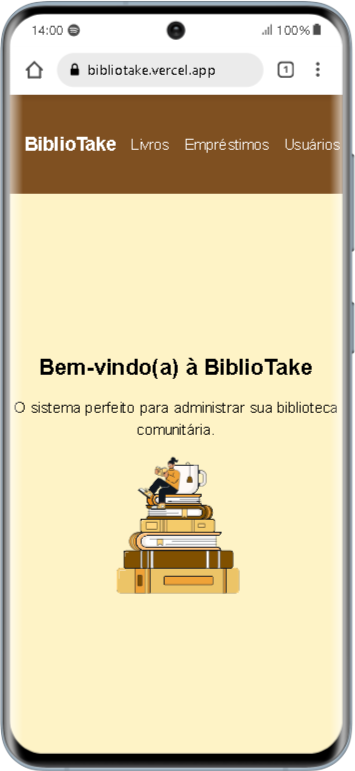 14:00 100%
bibliotake.vercel.app 1
BiblioTake Livros Empréstimos Usuários
Bem-vindo(a) à BiblioTake
O sistema perfeito para administrar sua biblioteca
comunitária.